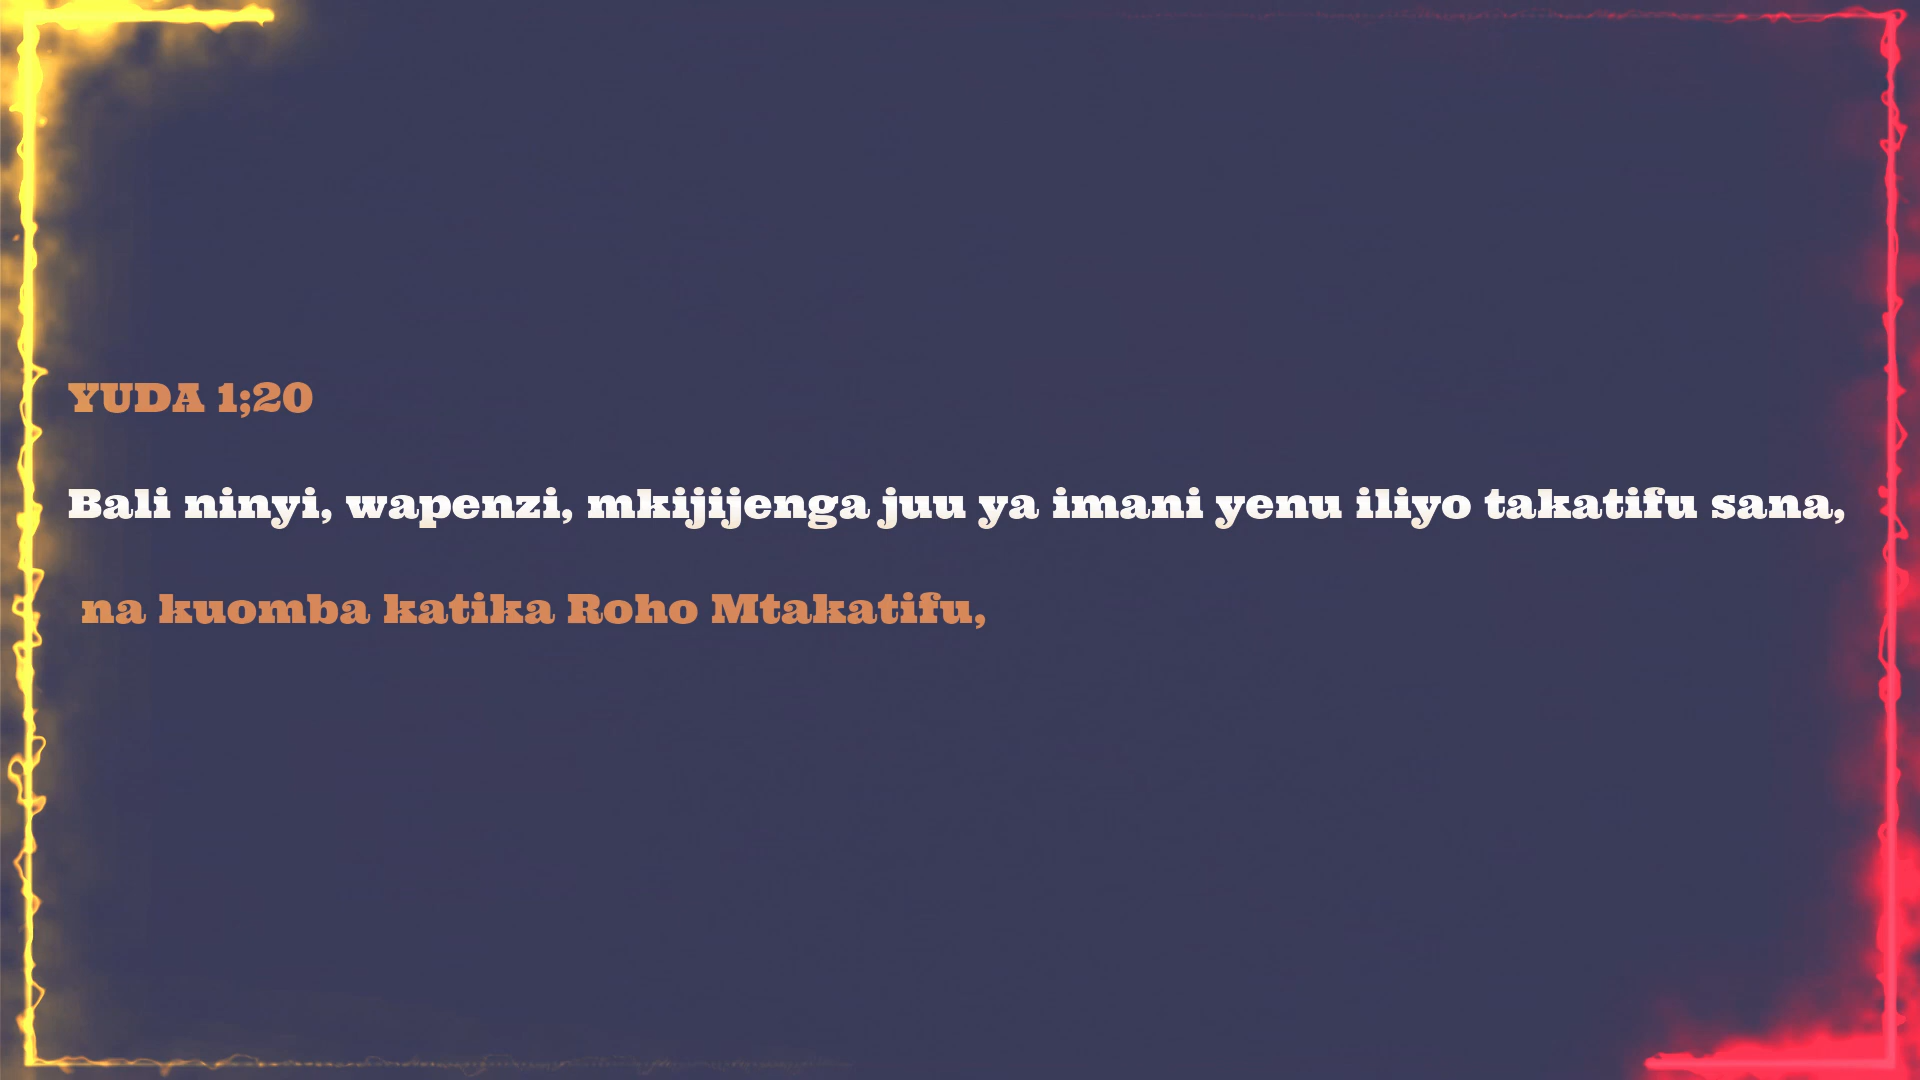 YUDA 1;20
Bali ninyi, wapenzi, mkijijenga juu ya imani yenu iliyo takatifu sana,
na kuomba katika Roho Mtakatifu,